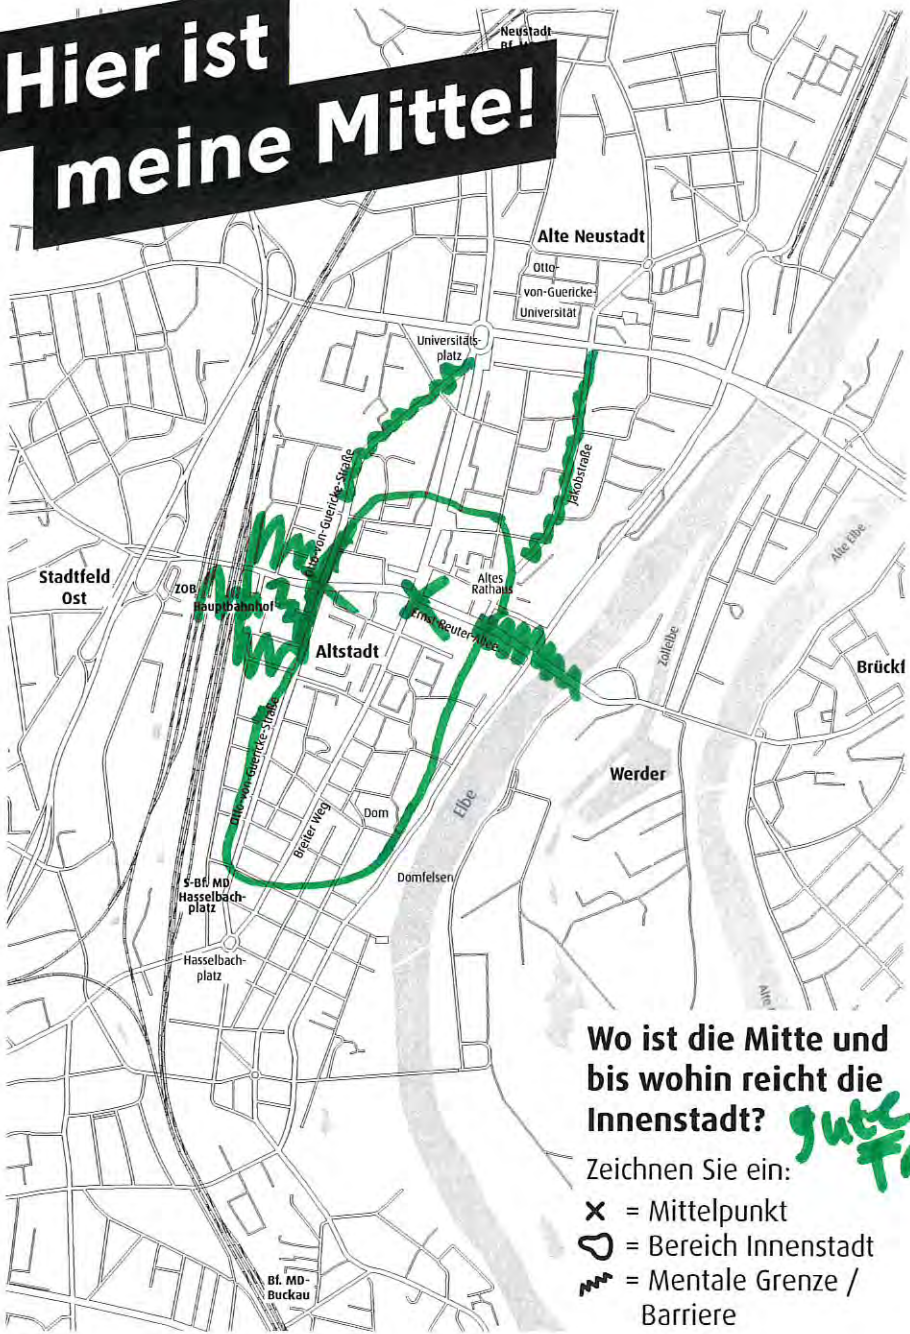 Hier ist
meine Mitte!
Neustadt
Alte Neustadt
Otto-
von-Guericke-
Universität
Universitäts-
platz
Otto-von-Guericke-Straße
Jakobstraße
Alte Elbe
Stadtfeld
Ost
ZOB
Hauptbahnhof
Altes
Rathaus
Ernst-Reuter-Allee
Zollelbe
Altstadt
Brückf
Otto-von-Guericke-Straße
Werder
Elbe
Breiter Weg
Dom
Domfelsen
S-Bf. MD
Hasselbach-
platz
Hasselbach-
platz
Alte
Wo ist die Mitte und
bis wohin reicht die
Innenstadt?
gute
Zeichnen Sie ein:
= Mittelpunkt
= Bereich Innenstadt
= Mentale Grenze /
Barriere
Bf. MD-
Buckau